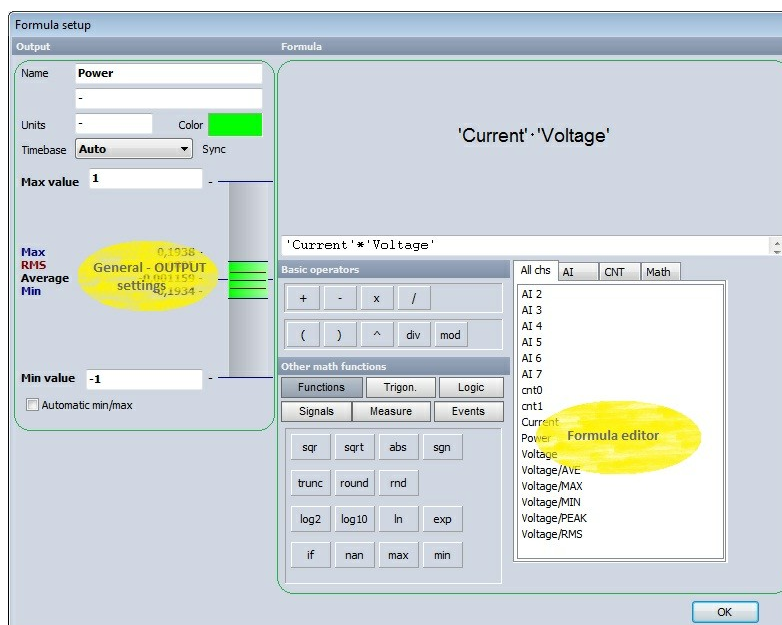 Formula setup
Output
Formula
Name Power
-
Units - Color
Timebase Auto Sync
Max value 1 -
Max 0,1938 -
RMS
Average -0,001159 -
Min 0,1934 -
General - OUTPUT
settings
Min value -1 -
Automatic min/max
'Current'·'Voltage'
'Current'*'Voltage'
Basic operators
+ - x /
( ) ^ div mod
Other math functions
Functions Trigon. Logic
Signals Measure Events
sqr sqrt abs sgn
trunc round rnd
log2 log10 ln exp
if nan max min
All chs AI CNT Math
AI 2
AI 3
AI 4
AI 5
AI 6
AI 7
cnt0
cnt1
Current
Power
Voltage
Voltage/AVE
Voltage/MAX
Voltage/MIN
Voltage/PEAK
Voltage/RMS
Formula editor
OK